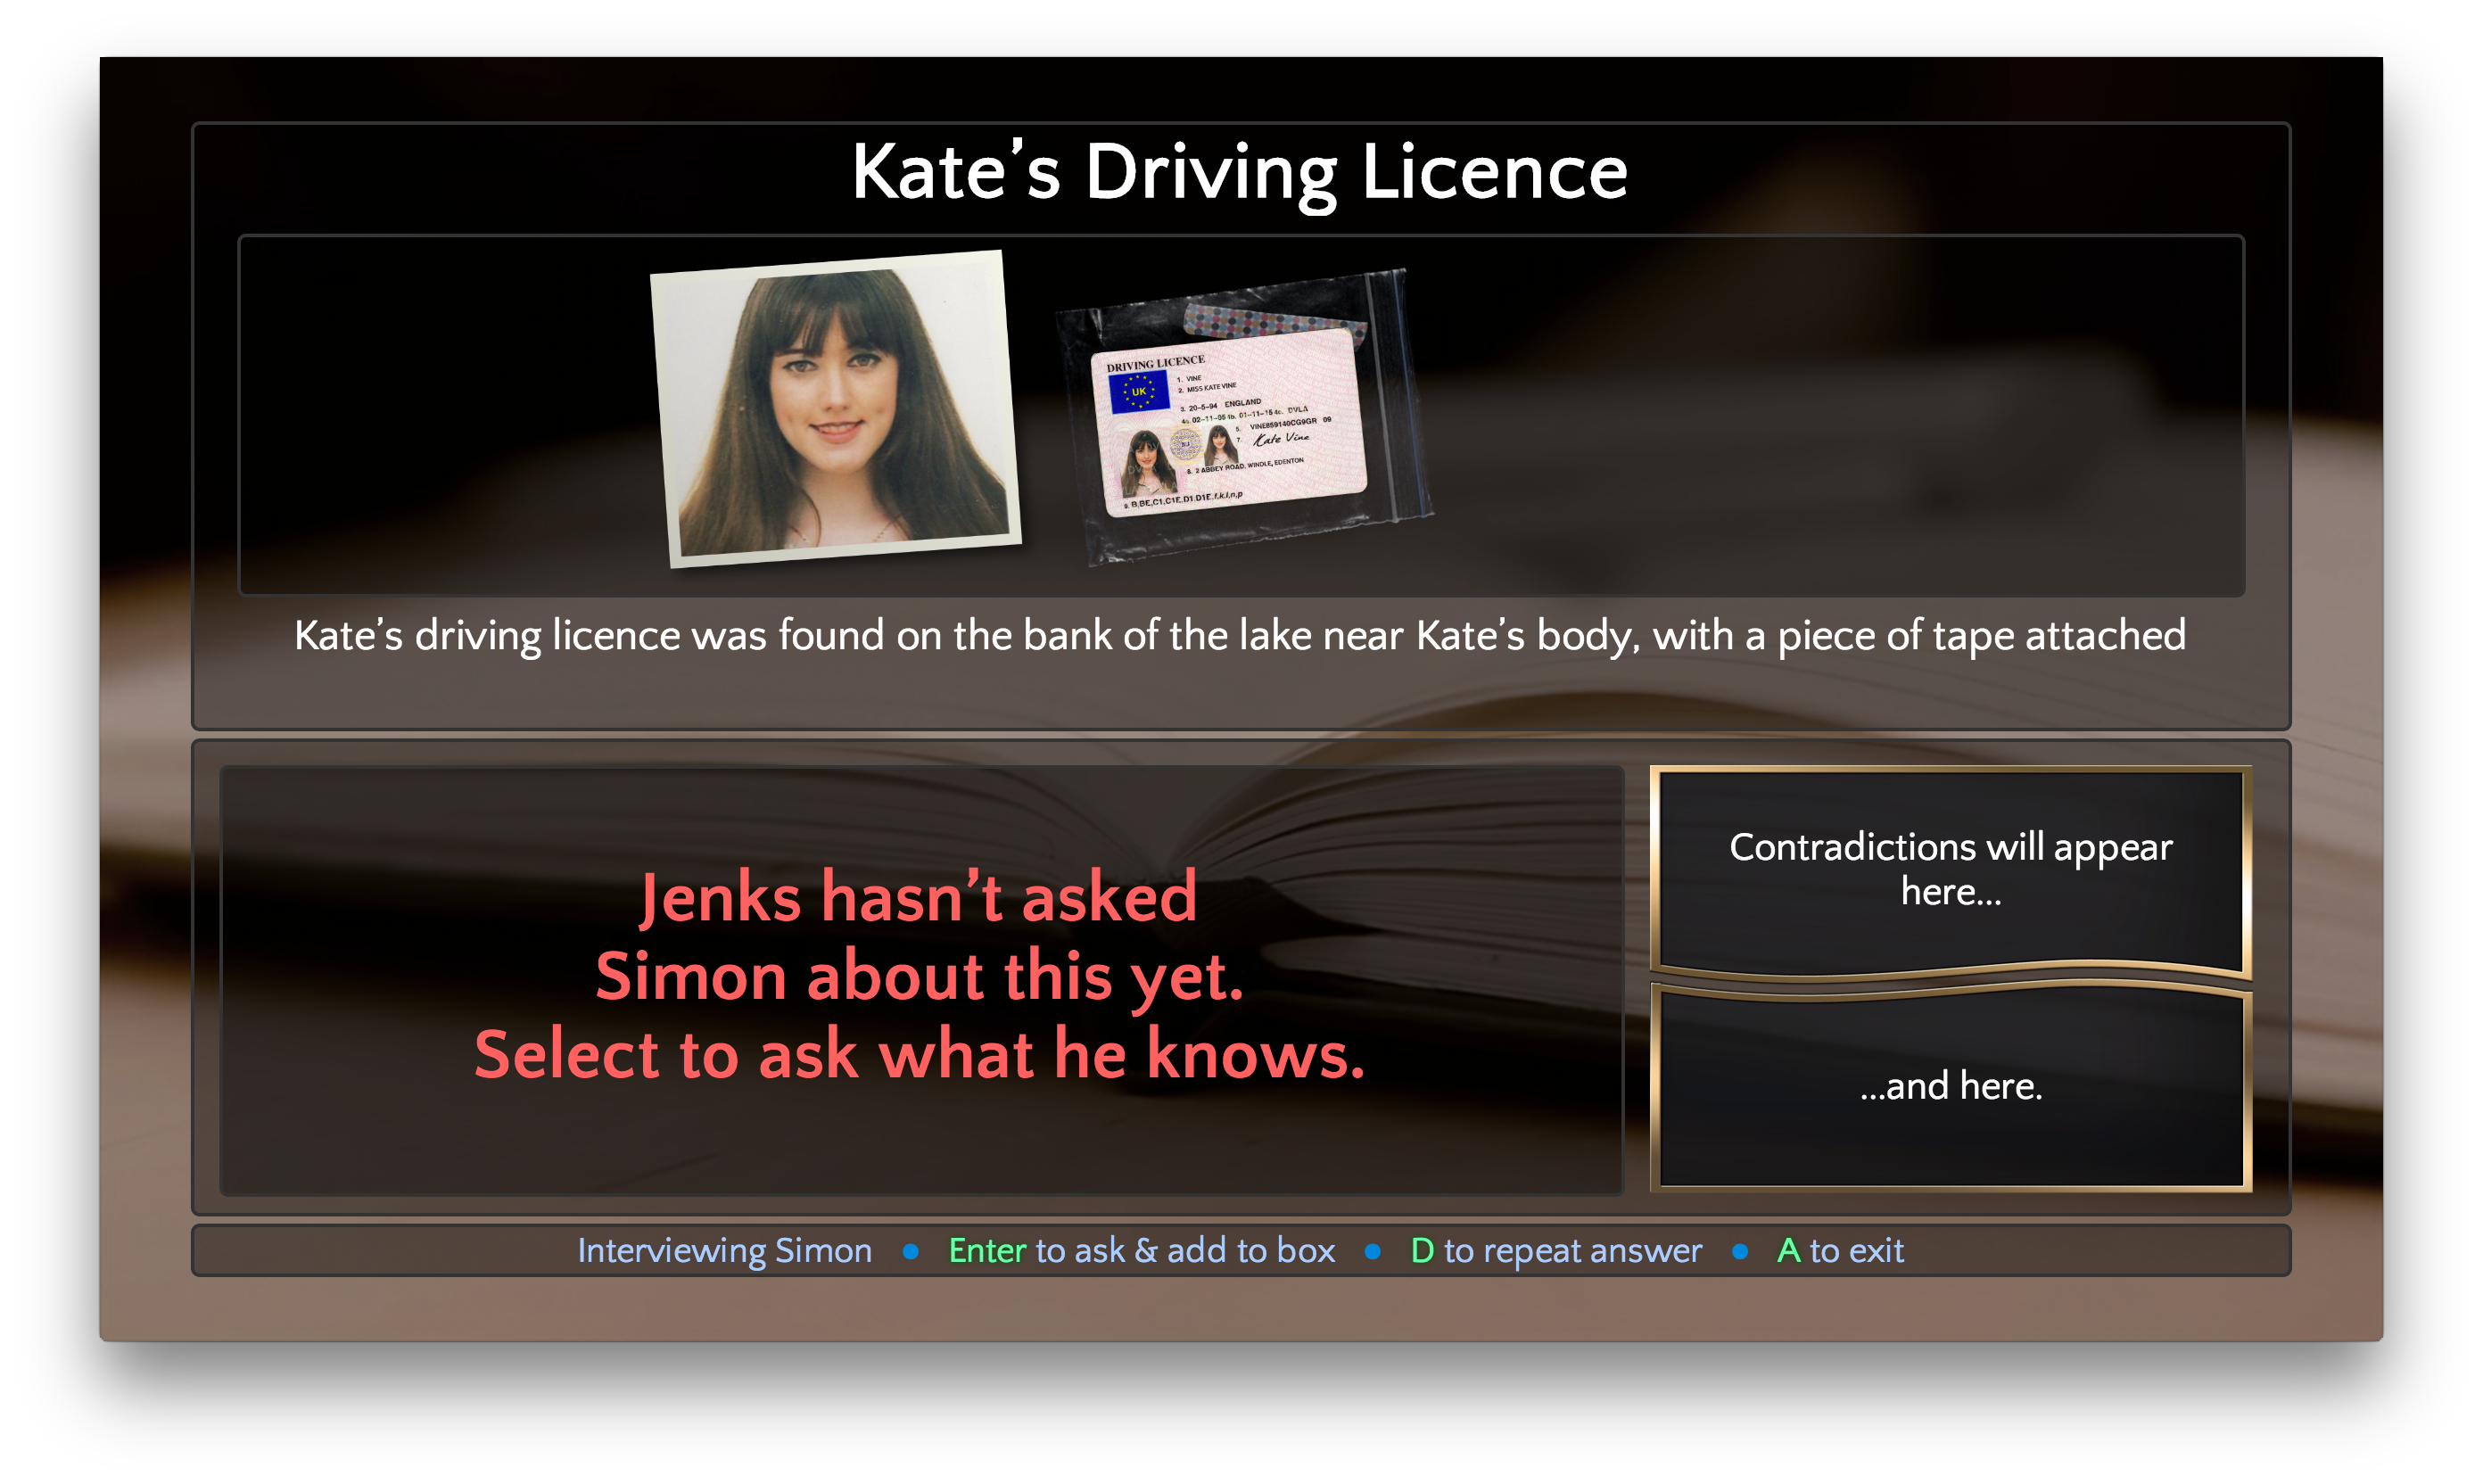 Kate's Driving Licence
DRIVING LICENCE
UK
1. VINE
2. MISS KATE VINE
3. 20-5-94 ENGLAND
4a. 02-11-05 4b. 01-11-15 4c. DVLA
5. VINE859140CG9GR 09
7. Kate Vine
8. 2 ABBEY ROAD, WINDLE, EDENTON
9. B,BE,C1,C1E,D1,D1E,f,k,l,n,p
Kate's driving licence was found on the bank of the lake near Kate's body, with a piece of tape attached
Jenks hasn't asked
Simon about this yet.
Select to ask what he knows.
Contradictions will appear
here...
...and here.
Interviewing Simon • Enter to ask & add to box • D to repeat answer • A to exit